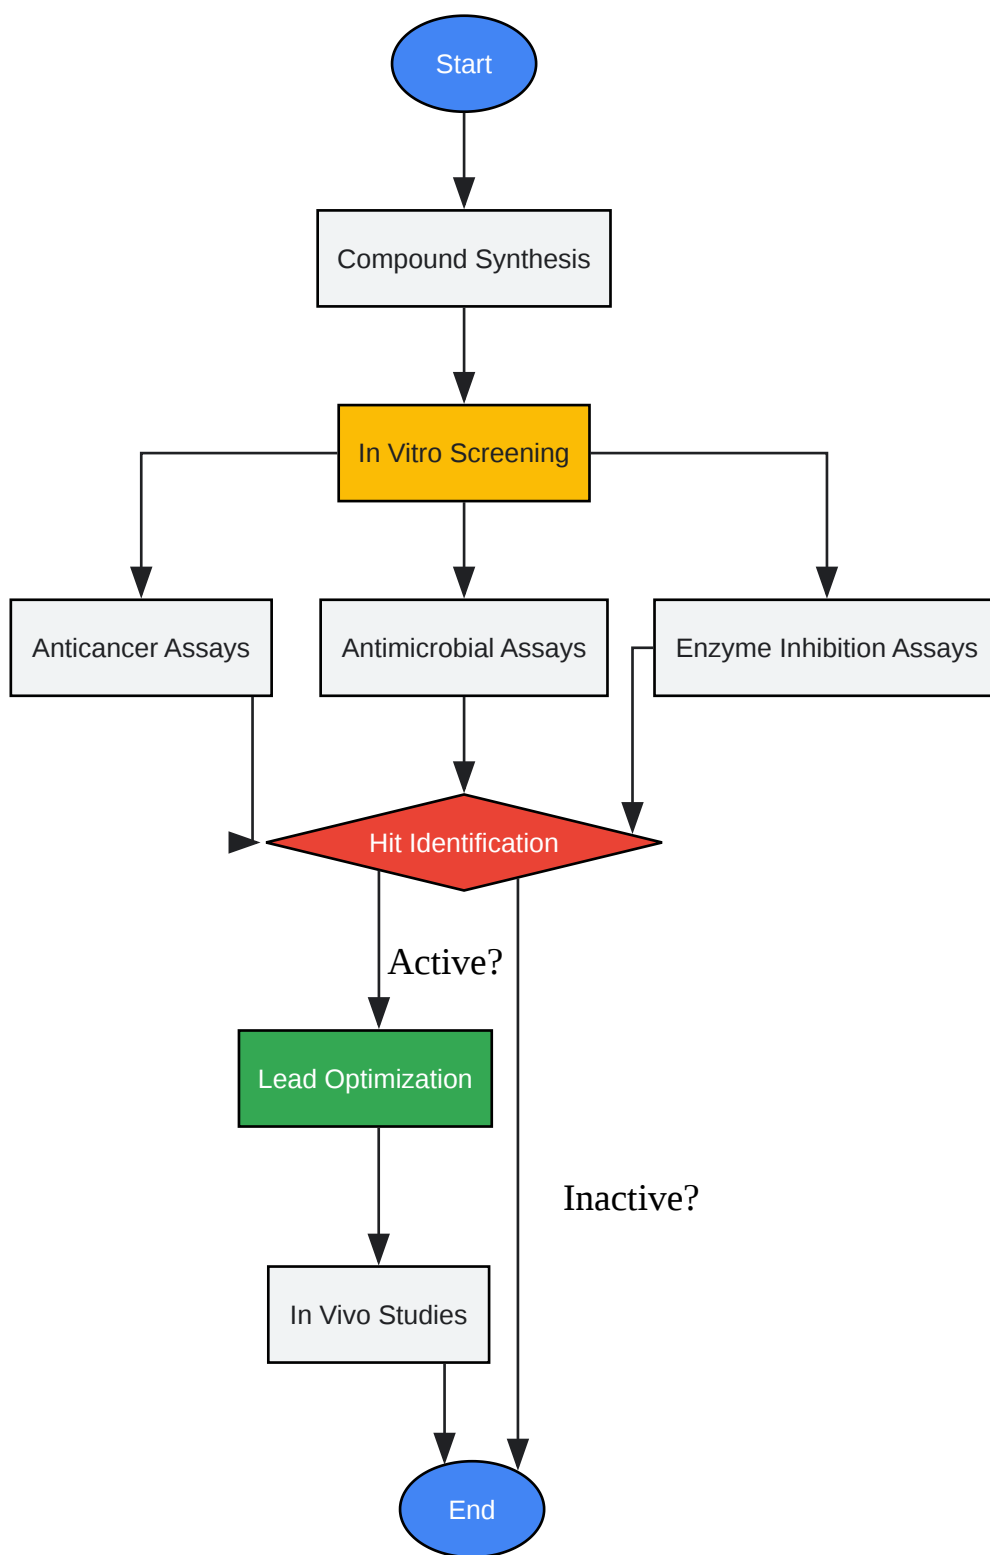 Start
Compound Synthesis
In Vitro Screening
Anticancer Assays
Antimicrobial Assays
Enzyme Inhibition Assays
Hit Identification
Active?
Lead Optimization
Inactive?
In Vivo Studies
End